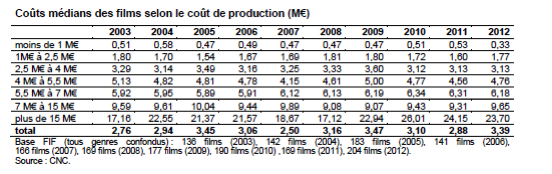 Coûts médians des films selon le coût de production (M€)
2003 2004 2005 2006 2007 2008 2009 2010 2011 2012
moins de 1 M€ 0,51 0,58 0,47 0,49 0,47 0,47 0,47 0,51 0,53 0,33
1M€ à 2,5 M€ 1,80 1,70 1,54 1,67 1,69 1,81 1,80 1,72 1,60 1,77
2,5 M€ à 4 M€ 3,29 3,14 3,49 3,16 3,25 3,33 3,60 3,12 3,13 3,13
4 M€ à 5,5 M€ 5,13 4,82 4,81 4,78 4,15 4,61 5,00 4,77 4,56 4,76
5,5 M€ à 7 M€ 5,92 5,95 5,89 5,91 6,12 6,13 6,19 6,34 6,31 6,18
7 M€ à 15 M€ 9,59 9,61 10,04 9,44 9,89 9,08 9,07 9,43 9,31 9,65
plus de 15 M€ 17,16 22,55 21,37 21,57 18,67 17,12 22,94 26,01 24,15 23,70
total 2,76 2,94 3,45 3,06 2,50 3,16 3,47 3,10 2,88 3,39
Base FIF (tous genres confondus) : 136 films (2003), 142 films (2004), 183 films (2005), 141 films (2006),
166 films (2007), 169 films (2008), 177 films (2009), 190 films (2010) ,169 films (2011), 204 films (2012).
Source : CNC.